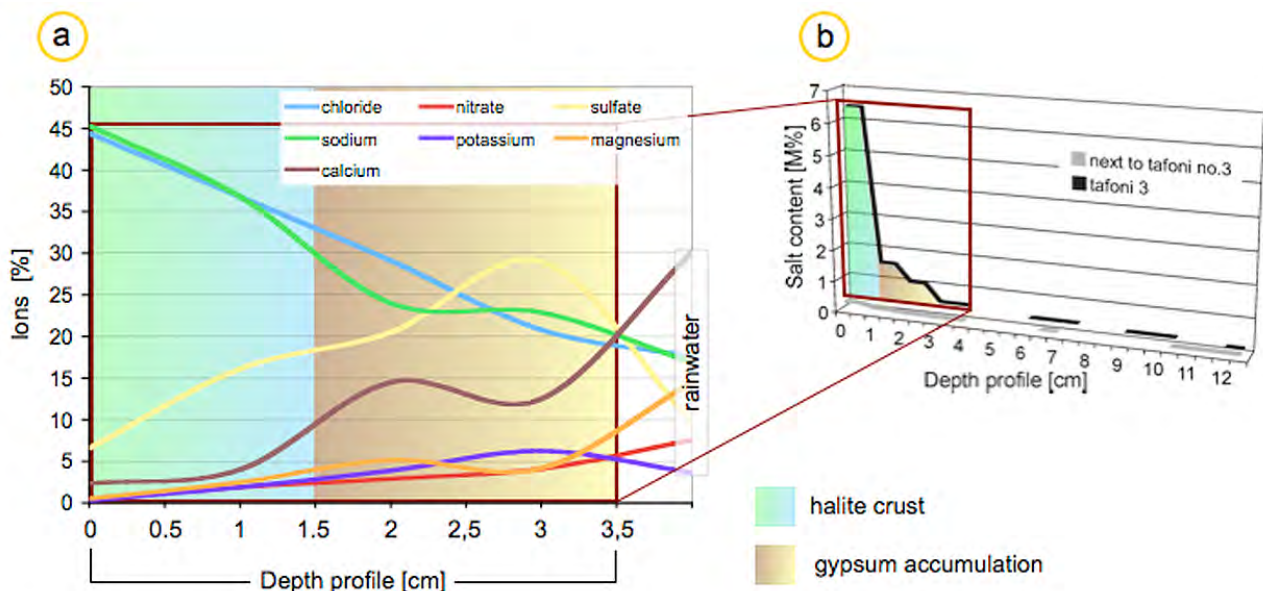 a
b
50
45
40
35
30
25
20
15
10
5
0
Ions [%]
chloride nitrate sulfate
sodium potassium magnesium
calcium
rainwater
0 0.5 1 1.5 2 2,5 3 3,5
Depth profile [cm]
7
6
5
4
3
2
1
0
Salt content [M%]
next to tafoni no.3
tafoni 3
0 1 2 3 4 5 6 7 8 9 10 11 12
Depth profile [cm]
halite crust
gypsum accumulation